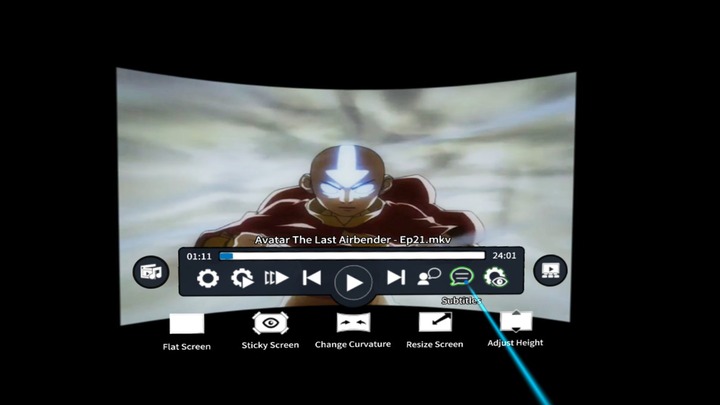 Avatar The Last Airbender - Ep21.mkv
01:11
24:01
Subtitles
Flat Screen
Sticky Screen
Change Curvature
Resize Screen
Adjust Height